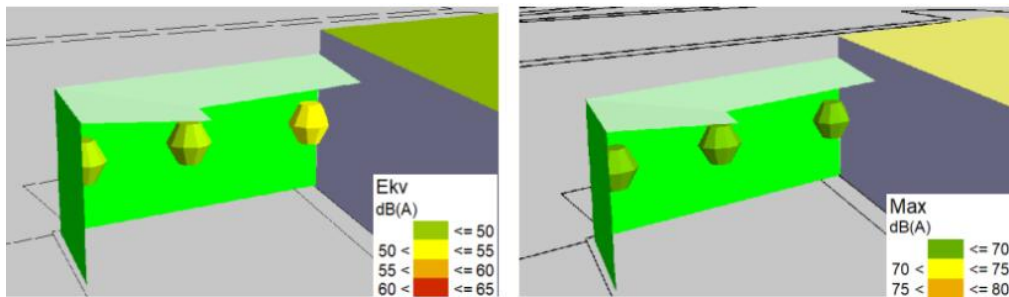 Ekv
dB(A)
<= 50
50 < <= 55
55 < <= 60
60 < <= 65
Max
dB(A)
<= 70
70 < <= 75
75 < <= 80